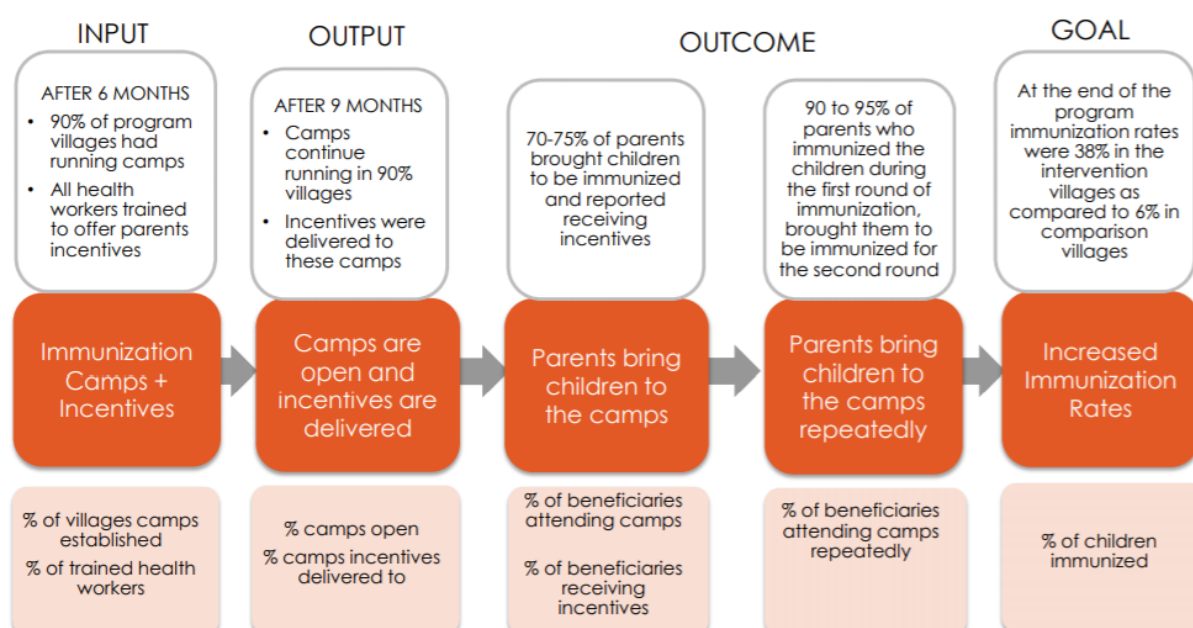 INPUT
OUTPUT
OUTCOME
GOAL
AFTER 6 MONTHS
• 90% of program
villages had
running camps
• All health
workers trained
to offer parents
incentives
AFTER 9 MONTHS
• Camps
continue
running in 90%
villages
• Incentives were
delivered to
these camps
70-75% of parents
brought children
to be immunized
and reported
receiving
incentives
90 to 95% of
parents who
immunized the
children during
the first round of
immunization,
brought them to
be immunized for
the second round
At the end of the
program
immunization rates
were 38% in the
intervention
villages as
compared to 6% in
comparison
villages
Immunization
Camps +
Incentives
Camps are
open and
incentives are
delivered
Parents bring
children to
the camps
Parents bring
children to
the camps
repeatedly
Increased
Immunization
Rates
% of villages camps
established
% of trained health
workers
% camps open
% camps incentives
delivered to
% of beneficiaries
attending camps
% of beneficiaries
receiving
incentives
% of beneficiaries
attending camps
repeatedly
% of children
immunized